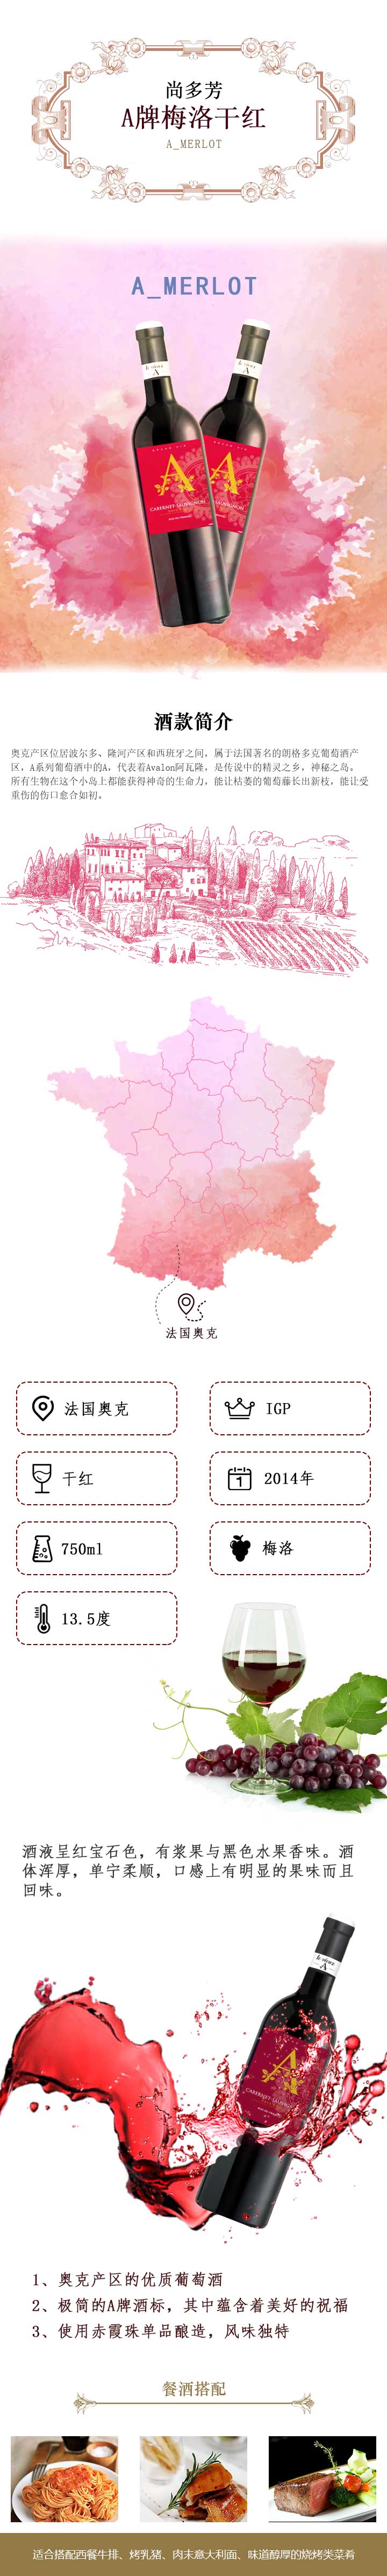 尚多芳
A牌梅洛干红
A_MERLOT
A_MERLOT
A
A
A
CABERNET-SAUVIGNON
A
酒款简介
奥克产区位居波尔多、隆河产区和西班牙之间，属于法国著名的朗格多克葡萄酒产
区，A系列葡萄酒中的A，代表着Avalon阿瓦隆，是传说中的精灵之乡，神秘之岛。
所有生物在这个小岛上都能获得神奇的生命力，能让枯萎的葡萄藤长出新枝，能让受
重伤的伤口愈合如初。
法国奥克
法国奥克
IGP
干红
1
2014年
750ml
梅洛
13.5度
酒液呈红宝石色，有浆果与黑色水果香味。酒
体浑厚，单宁柔顺，口感上有明显的果味而且
回味。
A
A
1、奥克产区的优质葡萄酒
2、极简的A牌酒标，其中蕴含着美好的祝福
3、使用赤霞珠单品酿造，风味独特
餐酒搭配
适合搭配西餐牛排、烤乳猪、肉末意大利面、味道醇厚的烧烤类菜肴